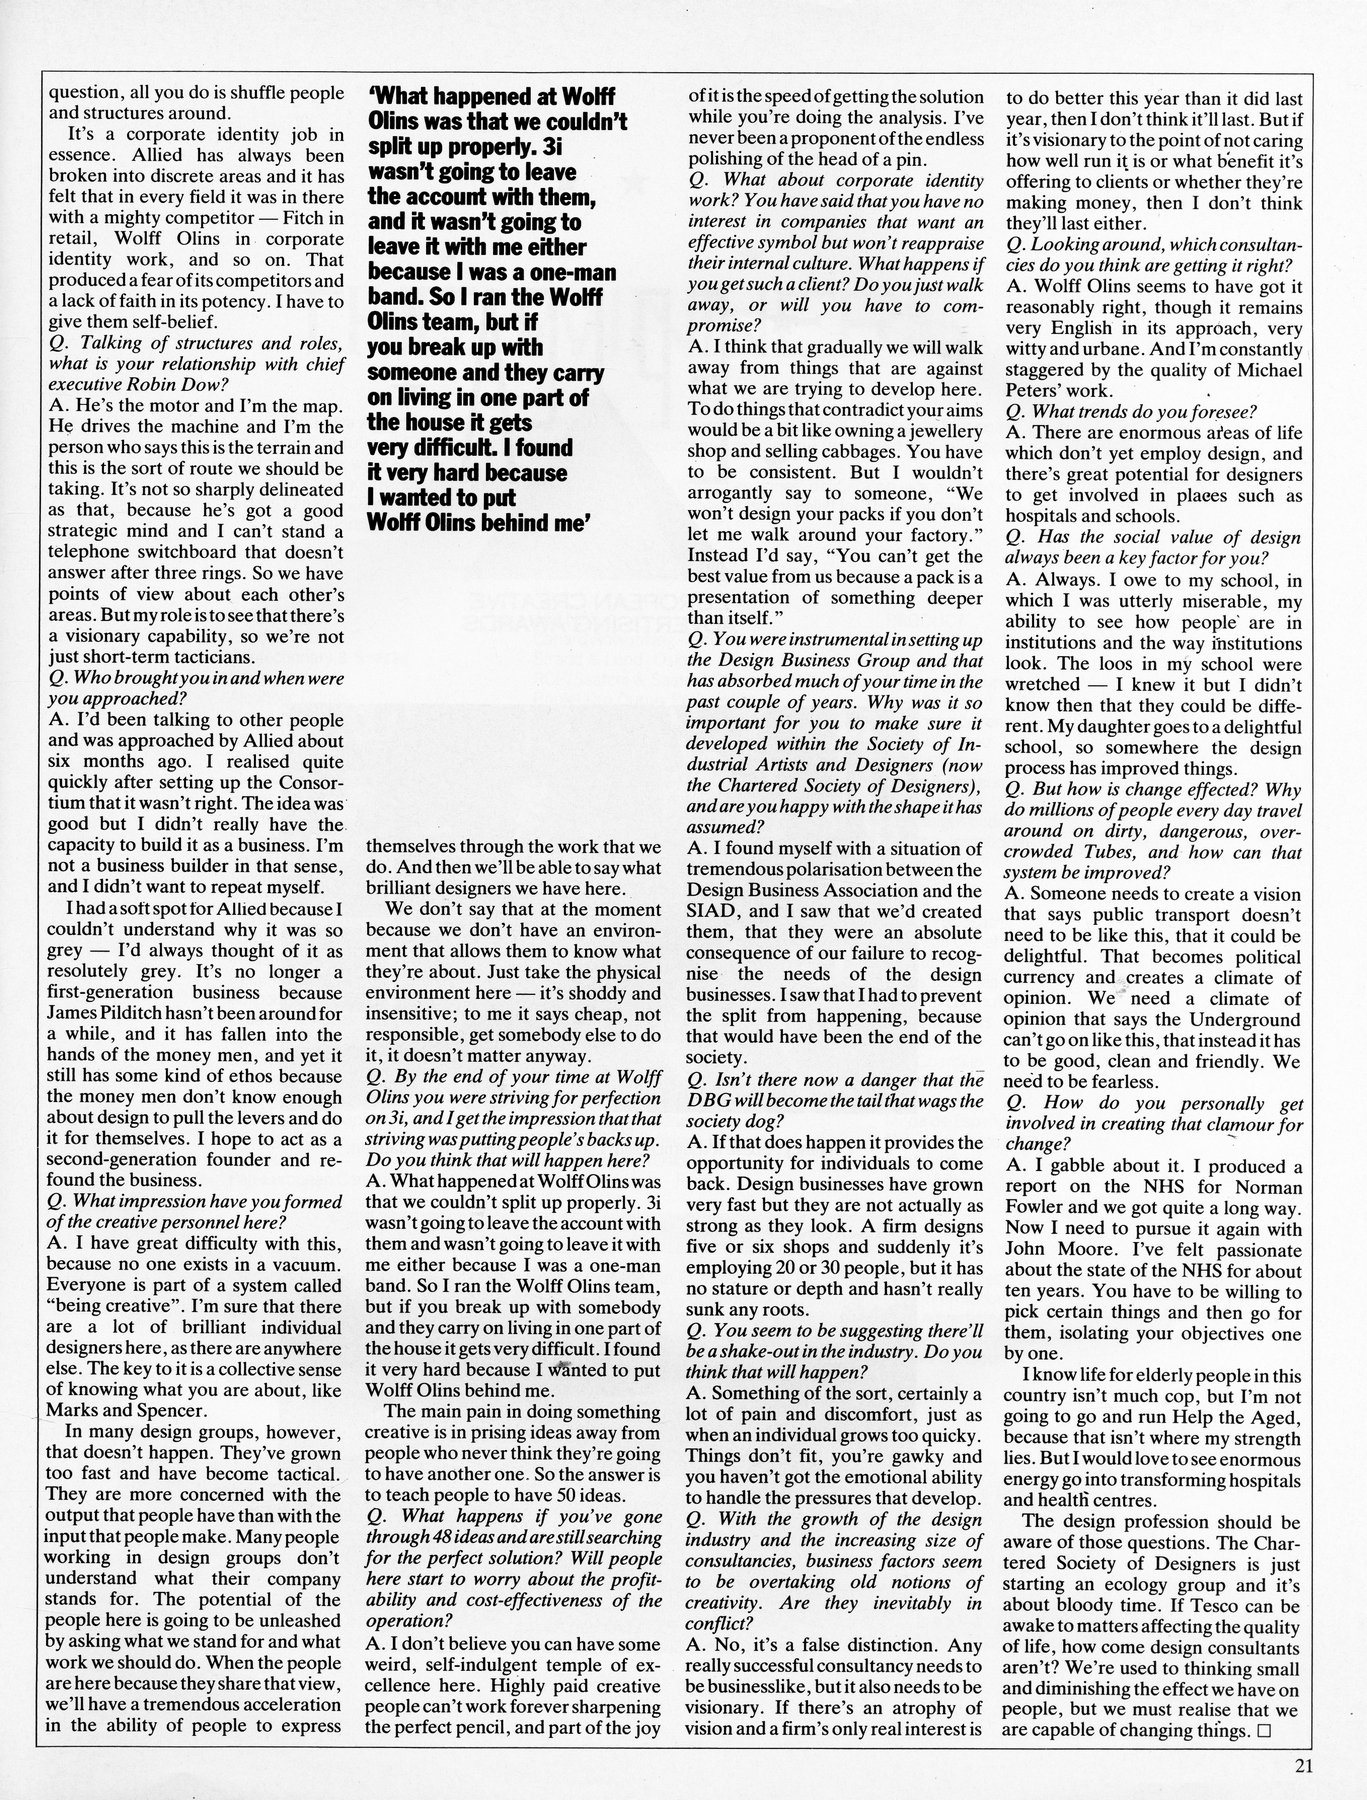 question, all you do is shuffle people
and structures around.
It's a corporate identity job in
essence. Allied has always been
broken into discrete areas and it has
felt that in every field it was in there
with a mighty competitor — Fitch in
retail, Wolff Olins in corporate
identity work, and so on. That
produced a fear of its competitors and
a lack of faith in its potency. I have to
give them self-belief.
Q. Talking of structures and roles,
what is your relationship with chief
executive Robin Dow?
A. He's the motor and I'm the map.
He drives the machine and I'm the
person who says this is the terrain and
this is the sort of route we should be
taking. It's not so sharply delineated
as that, because he's got a good
strategic mind and I can't stand a
telephone switchboard that doesn't
answer after three rings. So we have
points of view about each other's
areas. But my role is to see that there's
a visionary capability, so we're not
just short-term tacticians.
Q. Who brought you in and when were
you approached?
A. I'd been talking to other people
and was approached by Allied about
six months ago. I realised quite
quickly after setting up the Consor-
tium that it wasn't right. The idea was
good but I didn't really have the
capacity to build it as a business. I'm
not a business builder in that sense,
and I didn't want to repeat myself.
I had a soft spot for Allied because I
couldn't understand why it was so
grey — I'd always thought of it as
resolutely grey. It's no longer a
first-generation business because
James Pilditch hasn't been around for
a while, and it has fallen into the
hands of the money men, and yet it
still has some kind of ethos because
the money men don't know enough
about design to pull the levers and do
it for themselves. I hope to act as a
second-generation founder and re-
found the business.
Q. What impression have you formed
of the creative personnel here?
A. I have great difficulty with this,
because no one exists in a vacuum.
Everyone is part of a system called
"being creative". I'm sure that there
are a lot of brilliant individual
designers here, as there are anywhere
else. The key to it is a collective sense
of knowing what you are about, like
Marks and Spencer.
In many design groups, however,
that doesn't happen. They've grown
too fast and have become tactical.
They are more concerned with the
output that people have than with the
input that people make. Many people
working in design groups don't
understand what their company
stands for. The potential of the
people here is going to be unleashed
by asking what we stand for and what
work we should do. When the people
are here because they share that view,
we'll have a tremendous acceleration
in the ability of people to express
'What happened at Wolff
Olins was that we couldn't
split up properly. 3i
wasn't going to leave
the account with them,
and it wasn't going to
leave it with me either
because I was a one-man
band. So I ran the Wolff
Olins team, but if
you break up with
someone and they carry
on living in one part of
the house it gets
very difficult. I found
it very hard because
I wanted to put
Wolff Olins behind me'
themselves through the work that we
do. And then we'll be able to say what
brilliant designers we have here.
We don't say that at the moment
because we don't have an environ-
ment that allows them to know what
they're about. Just take the physical
environment here — it's shoddy and
insensitive; to me it says cheap, not
responsible, get somebody else to do
it, it doesn't matter anyway.
Q. By the end of your time at Wolff
Olins you were striving for perfection
on 3i, and I get the impression that that
striving was putting people's backs up.
Do you think that will happen here?
A. What happened at Wolff Olins was
that we couldn't split up properly. 3i
wasn't going to leave the account with
them and wasn't going to leave it with
me either because I was a one-man
band. So I ran the Wolff Olins team,
but if you break up with somebody
and they carry on living in one part of
the house it gets very difficult. I found
it very hard because I wanted to put
Wolff Olins behind me.
The main pain in doing something
creative is in prising ideas away from
people who never think they're going
to have another one. So the answer is
to teach people to have 50 ideas.
Q. What happens if you've gone
through 48 ideas and are still searching
for the perfect solution? Will people
here start to worry about the profit-
ability and cost-effectiveness of the
operation?
A. I don't believe you can have some
weird, self-indulgent temple of ex-
cellence here. Highly paid creative
people can't work forever sharpening
the perfect pencil, and part of the joy
of it is the speed of getting the solution
while you're doing the analysis. I've
never been a proponent of the endless
polishing of the head of a pin.
Q. What about corporate identity
work? You have said that you have no
interest in companies that want an
effective symbol but won't reappraise
their internal culture. What happens if
you get such a client? Do you just walk
away, or will you have to com-
promise?
A. I think that gradually we will walk
away from things that are against
what we are trying to develop here.
To do things that contradict your aims
would be a bit like owning a jewellery
shop and selling cabbages. You have
to be consistent. But I wouldn't
arrogantly say to someone, "We
won't design your packs if you don't
let me walk around your factory."
Instead I'd say, "You can't get the
best value from us because a pack is a
presentation of something deeper
than itself."
Q. You were instrumental in setting up
the Design Business Group and that
has absorbed much of your time in the
past couple of years. Why was it so
important for you to make sure it
developed within the Society of In-
dustrial Artists and Designers (now
the Chartered Society of Designers),
and are you happy with the shape it has
assumed?
A. I found myself with a situation of
tremendous polarisation between the
Design Business Association and the
SIAD, and I saw that we'd created
them, that they were an absolute
consequence of our failure to recog-
nise the needs of the design
businesses. I saw that I had to prevent
the split from happening, because
that would have been the end of the
society.
Q. Isn't there now a danger that the
DBG will become the tail that wags the
society dog?
A. If that does happen it provides the
opportunity for individuals to come
back. Design businesses have grown
very fast but they are not actually as
strong as they look. A firm designs
five or six shops and suddenly it's
employing 20 or 30 people, but it has
no stature or depth and hasn't really
sunk any roots.
Q. You seem to be suggesting there'll
be a shake-out in the industry. Do you
think that will happen?
A. Something of the sort, certainly a
lot of pain and discomfort, just as
when an individual grows too quicky.
Things don't fit, you're gawky and
you haven't got the emotional ability
to handle the pressures that develop.
Q. With the growth of the design
industry and the increasing size of
consultancies, business factors seem
to be overtaking old notions of
creativity. Are they inevitably in
conflict?
A. No, it's a false distinction. Any
really successful consultancy needs to
be businesslike, but it also needs to be
visionary. If there's an atrophy of
vision and a firm's only real interest is
to do better this year than it did last
year, then I don't think it'll last. But if
it's visionary to the point of not caring
how well run it is or what benefit it's
offering to clients or whether they're
making money, then I don't think
they'll last either.
Q. Looking around, which consultan-
cies do you think are getting it right?
A. Wolff Olins seems to have got it
reasonably right, though it remains
very English in its approach, very
witty and urbane. And I'm constantly
staggered by the quality of Michael
Peters' work.
Q. What trends do you foresee?
A. There are enormous areas of life
which don't yet employ design, and
there's great potential for designers
to get involved in places such as
hospitals and schools.
Q. Has the social value of design
always been a key factor for you?
A. Always. I owe to my school, in
which I was utterly miserable, my
ability to see how people are in
institutions and the way institutions
look. The loos in my school were
wretched — I knew it but I didn't
know then that they could be diffe-
rent. My daughter goes to a delightful
school, so somewhere the design
process has improved things.
Q. But how is change effected? Why
do millions of people every day travel
around on dirty, dangerous, over-
crowded Tubes, and how can that
system be improved?
A. Someone needs to create a vision
that says public transport doesn't
need to be like this, that it could be
delightful. That becomes political
currency and creates a climate of
opinion. We need a climate of
opinion that says the Underground
can't go on like this, that instead it has
to be good, clean and friendly. We
need to be fearless.
Q. How do you personally get
involved in creating that clamour for
change?
A. I gabble about it. I produced a
report on the NHS for Norman
Fowler and we got quite a long way.
Now I need to pursue it again with
John Moore. I've felt passionate
about the state of the NHS for about
ten years. You have to be willing to
pick certain things and then go for
them, isolating your objectives one
by one.
I know life for elderly people in this
country isn't much cop, but I'm not
going to go and run Help the Aged,
because that isn't where my strength
lies. But I would love to see enormous
energy go into transforming hospitals
and health centres.
The design profession should be
aware of those questions. The Char-
tered Society of Designers is just
starting an ecology group and it's
about bloody time. If Tesco can be
awake to matters affecting the quality
of life, how come design consultants
aren't? We're used to thinking small
and diminishing the effect we have on
people, but we must realise that we
are capable of changing things. □
21